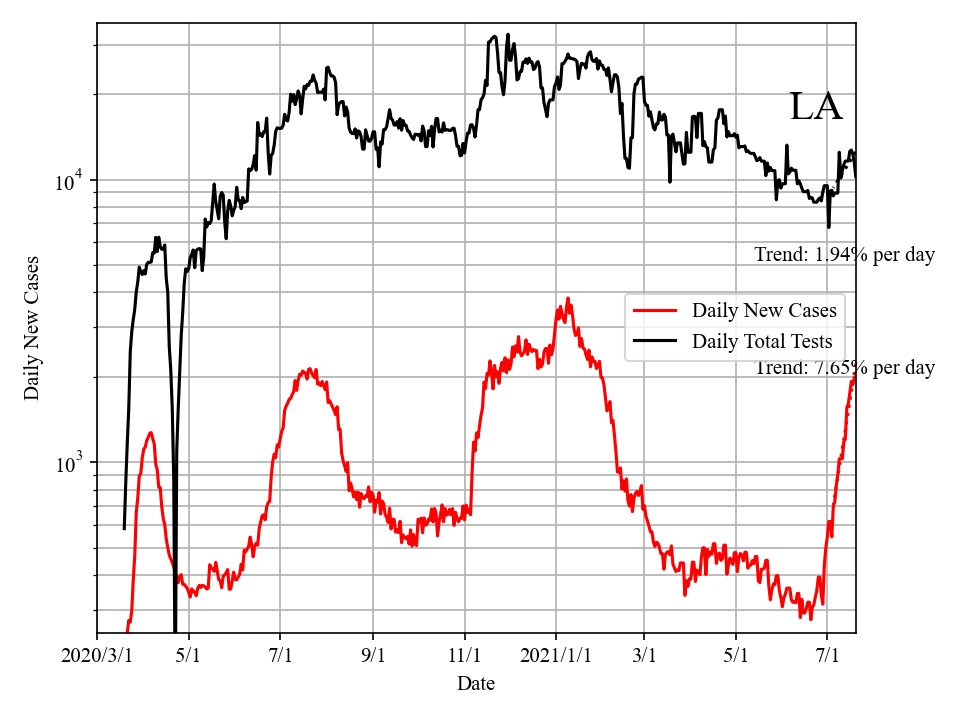 LA
10^4
Trend: 1.94% per day
Daily New Cases
Daily New Cases
Daily Total Tests
Trend: 7.65% per day
10^3
2020/3/1 5/1 7/1 9/1 11/1 2021/1/1 3/1 5/1 7/1
Date